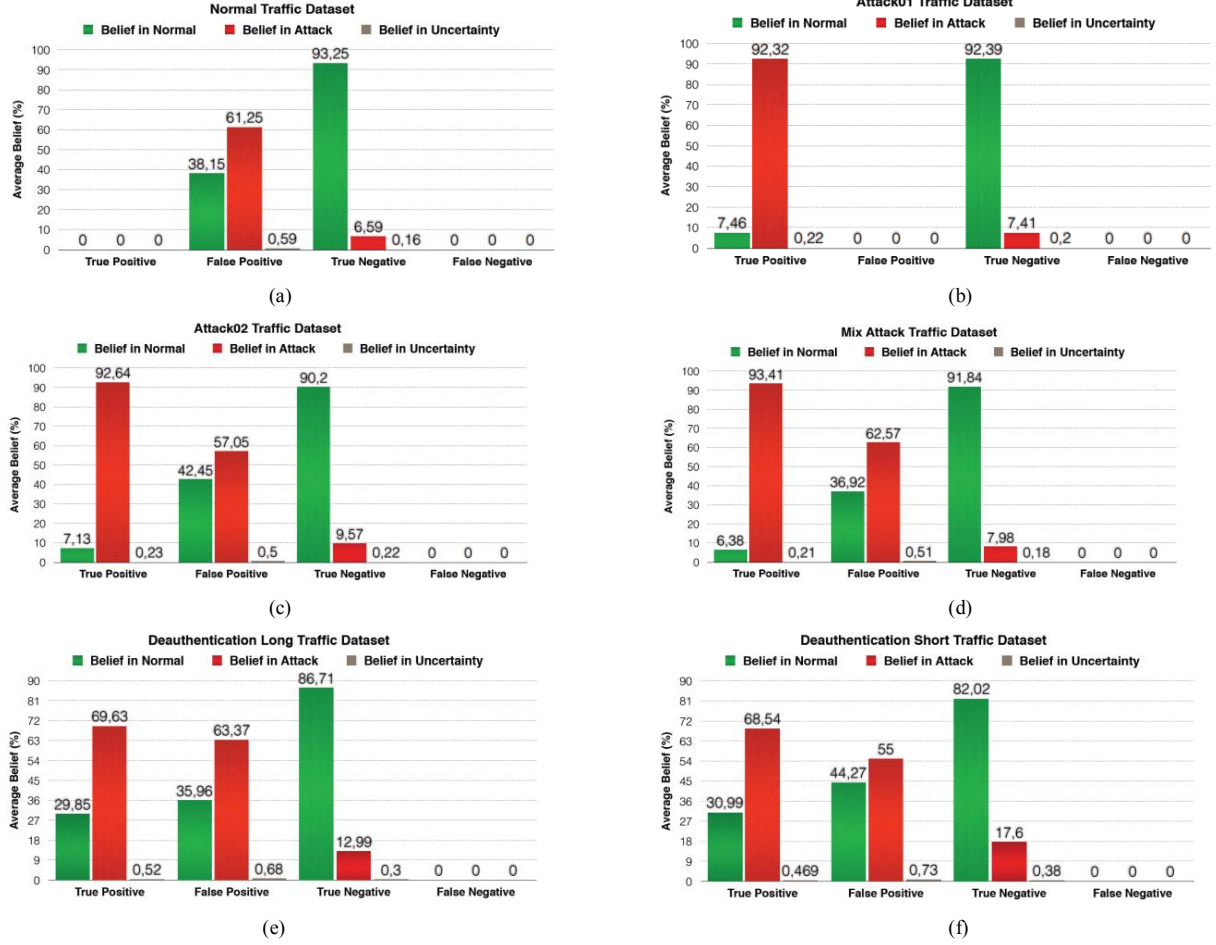 Normal Traffic Dataset
Belief in Normal Belief in Attack Belief in Uncertainty
Average Belief (%)
100
90
80
70
60
50
40
30
20
10
0
0 0 0
38,15 61,25 0,59
93,25 6,59 0,16
0 0 0
True Positive False Positive True Negative False Negative
(a)
Attack01 Traffic Dataset
Belief in Normal Belief in Attack Belief in Uncertainty
Average Belief (%)
100
90
80
70
60
50
40
30
20
10
0
7,46 92,32 0,22
0 0 0
92,39 7,41 0,2
0 0 0
True Positive False Positive True Negative False Negative
(b)
Attack02 Traffic Dataset
Belief in Normal Belief in Attack Belief in Uncertainty
Average Belief (%)
100
90
80
70
60
50
40
30
20
10
0
7,13 92,64 0,23
42,45 57,05 0,5
90,2 9,57 0,22
0 0 0
True Positive False Positive True Negative False Negative
(c)
Mix Attack Traffic Dataset
Belief in Normal Belief in Attack Belief in Uncertainty
Average Belief (%)
100
90
80
70
60
50
40
30
20
10
0
6,38 93,41 0,21
36,92 62,57 0,51
91,84 7,98 0,18
0 0 0
True Positive False Positive True Negative False Negative
(d)
Deauthentication Long Traffic Dataset
Belief in Normal Belief in Attack Belief in Uncertainty
Average Belief (%)
90
81
72
63
54
45
36
27
18
9
0
29,85 69,63 0,52
35,96 63,37 0,68
86,71 12,99 0,3
0 0 0
True Positive False Positive True Negative False Negative
(e)
Deauthentication Short Traffic Dataset
Belief in Normal Belief in Attack Belief in Uncertainty
Average Belief (%)
90
81
72
63
54
45
36
27
18
9
0
30,99 68,54 0,469
44,27 55 0,73
82,02 17,6 0,38
0 0 0
True Positive False Positive True Negative False Negative
(f)